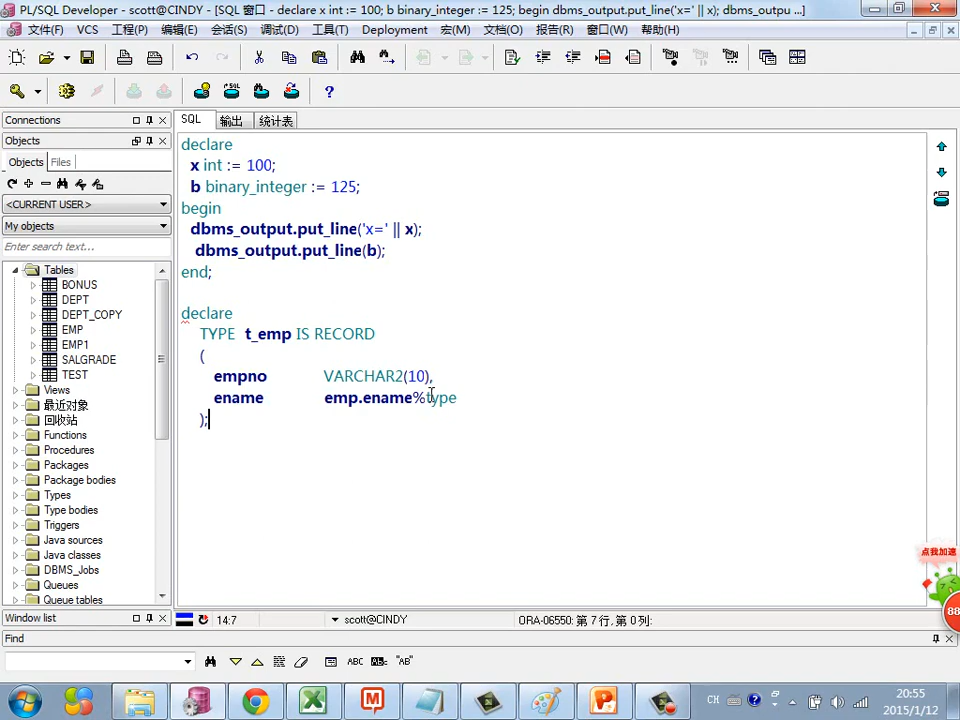 PL/SQL Developer - scott@CINDY - [SQL 窗口 - declare x int := 100; b binary_integer := 125; begin dbms_output.put_line('x=' || x); dbms_outpu ...]
文件(F) VCS 工程(P) 编辑(E) 会话(S) 调试(D) 工具(T) Deployment 宏(M) 文档(O) 报告(R) 窗口(W) 帮助(H)
Connections
SQL 输出 统计表
Objects
Objects Files
<CURRENT USER>
My objects
Enter search text...
Tables
BONUS
DEPT
DEPT_COPY
EMP
EMP1
SALGRADE
TEST
Views
最近对象
回收站
Functions
Procedures
Packages
Package bodies
Types
Type bodies
Triggers
Java sources
Java classes
DBMS_Jobs
Queues
Queue tables
declare
x int := 100;
b binary_integer := 125;
begin
dbms_output.put_line('x=' || x);
dbms_output.put_line(b);
end;
declare
TYPE t_emp IS RECORD
(
empno VARCHAR2(10),
ename emp.ename%type
);
点我加速
88
Window list
14:7
scott@CINDY
ORA-06550: 第 7 行, 第 0 列:
Find
ABC
ABc
"AB"
CH
20:55
2015/1/12